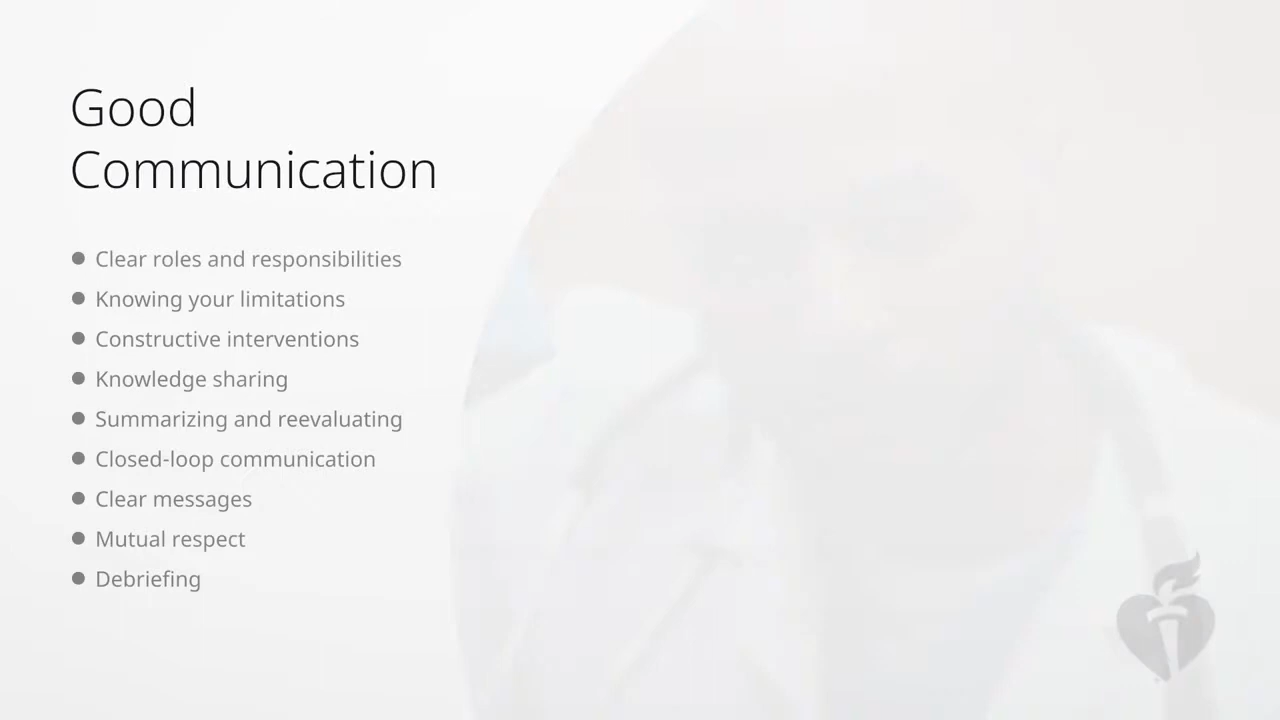 Good
Communication
Clear roles and responsibilities
Knowing your limitations
Constructive interventions
Knowledge sharing
Summarizing and reevaluating
Closed-loop communication
Clear messages
Mutual respect
Debriefing